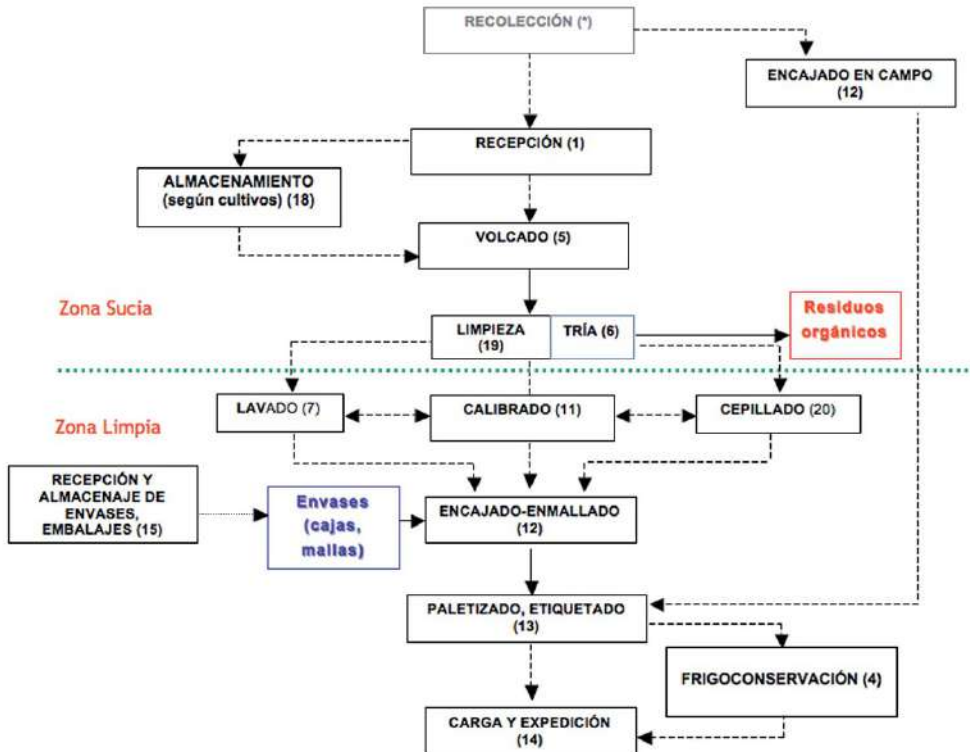 RECOLECCIÓN (*)
ENCAJADO EN CAMPO
(12)
RECEPCIÓN (1)
ALMACENAMIENTO
(según cultivos) (18)
VOLCADO (5)
Zona Sucia
LIMPIEZA
(19)
TRÍA (6)
Residuos
orgánicos
LAVADO (7)
CALIBRADO (11)
CEPILLADO (20)
Zona Limpia
RECEPCIÓN Y
ALMACENAJE DE
ENVASES,
EMBALAJES (15)
Envases
(cajas,
mallas)
ENCAJADO-ENMALLADO
(12)
PALETIZADO, ETIQUETADO
(13)
FRIGOCONSERVACIÓN (4)
CARGA Y EXPEDICIÓN
(14)